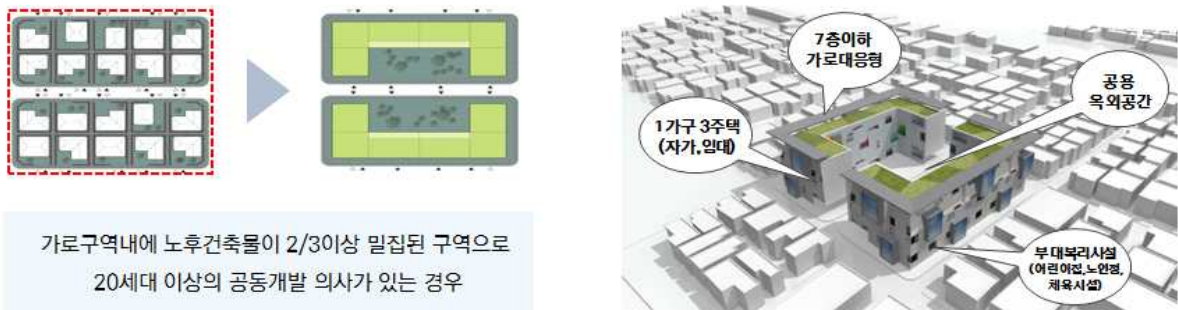 가로구역내에 노후건축물이 2/3이상 밀집된 구역으로
20세대 이상의 공동개발 의사가 있는 경우
7층이하
가로대응형
공용
옥외공간
1가구 3주택
(자가,임대)
부대복리시설
(어린이집,노인정,
체육시설)